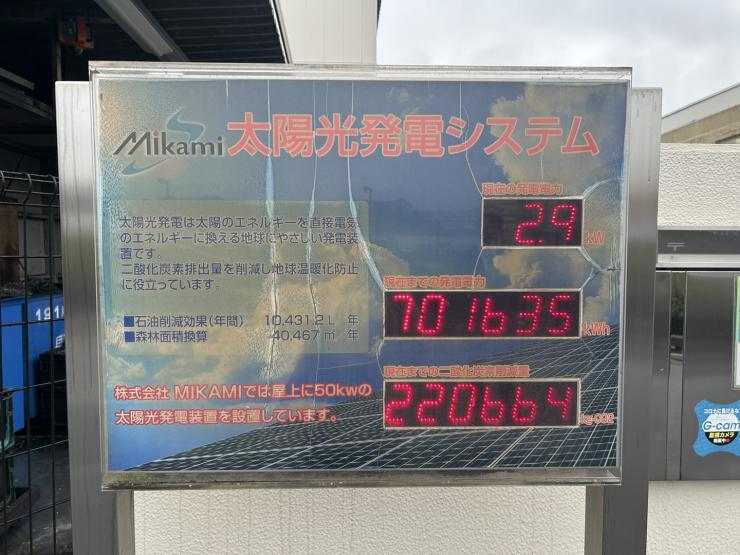 Mikami 太陽光発電システム
現在の発電電力
2.9 kW
太陽光発電は太陽のエネルギーを直接電気
のエネルギーに換える地球にやさしい発電装
置です。
二酸化炭素排出量を削減し地球温暖化防止
に役立っています。
現在までの発電電力
701635 kWh
■石油削減効果(年間) 10,431.2 L 年
■森林面積換算 40,467 m 年
現在までの二酸化炭素削減量
220664 kg-CO2
株式会社 MIKAMIでは屋上に50kwの
太陽光発電装置を設置しています。
191
G-cam